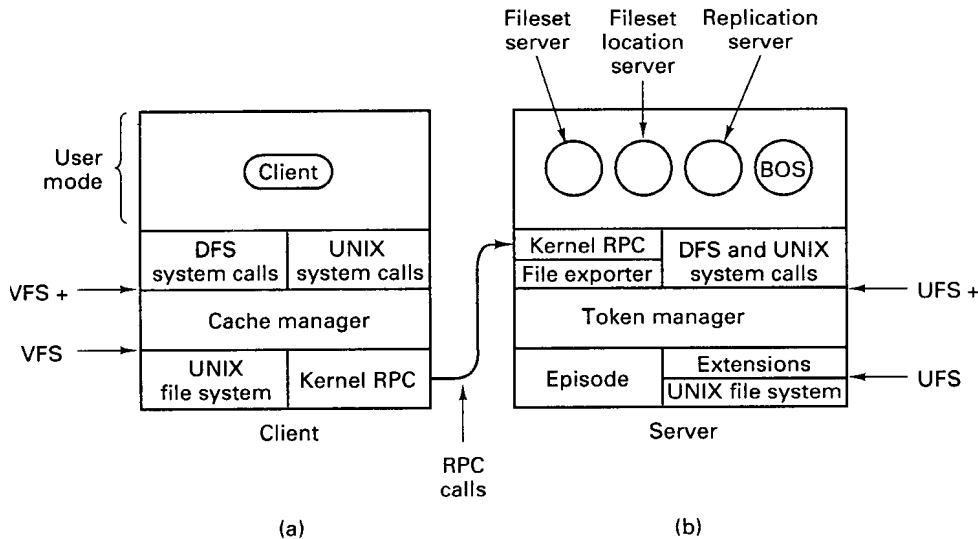 Fileset
server
Fileset
location
server
Replication
server
User
mode
Client
BOS
DFS
system calls
UNIX
system calls
Kernel RPC
File exporter
DFS and UNIX
system calls
VFS +
UFS +
Cache manager
Token manager
VFS
UNIX
file system
Kernel RPC
Episode
Extensions
UNIX file system
UFS
Client
Server
RPC
calls
(a)
(b)